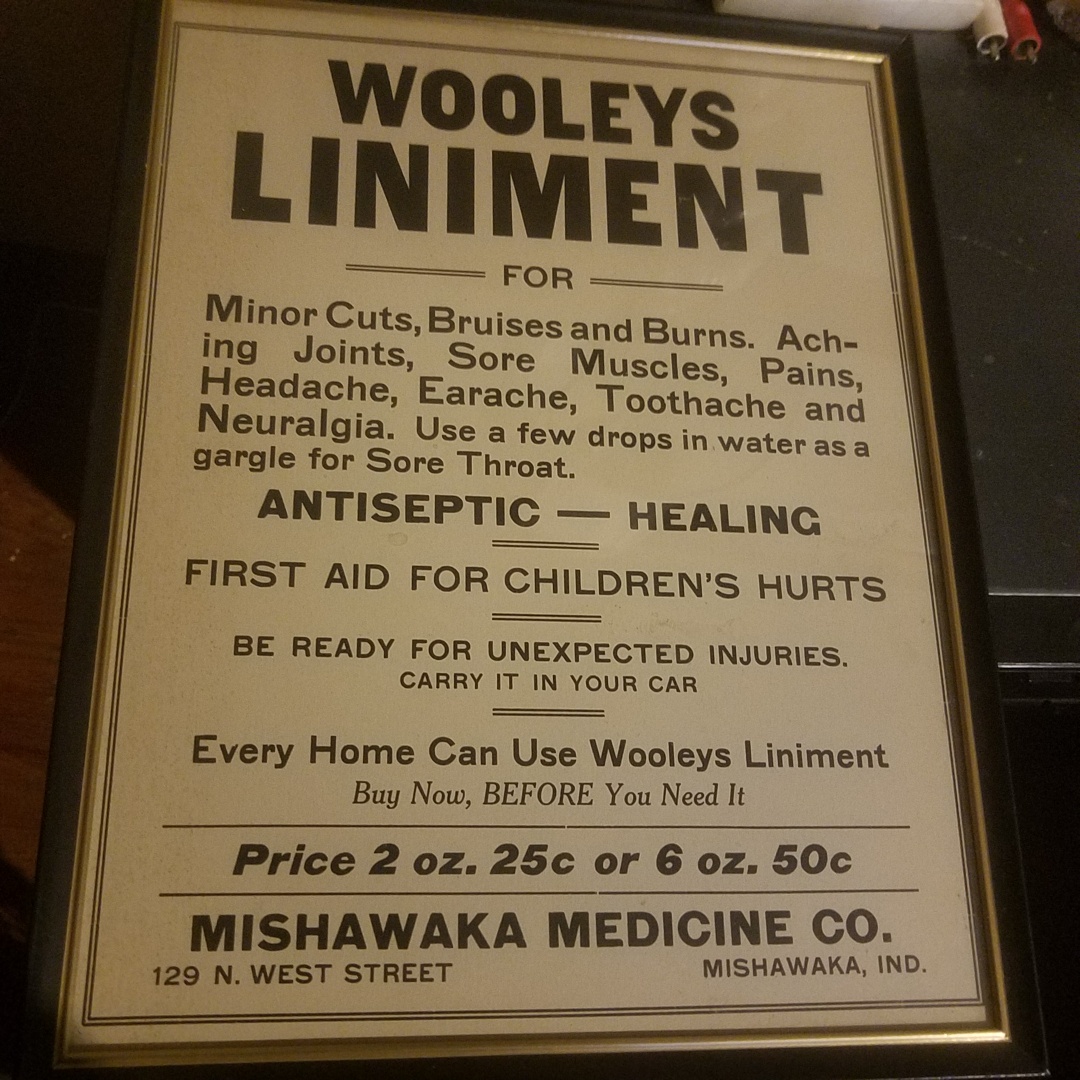 WOOLEYS
LINIMENT
FOR
Minor Cuts, Bruises and Burns. Ach-
ing Joints, Sore Muscles, Pains,
Headache, Earache, Toothache and
Neuralgia. Use a few drops in water as a
gargle for Sore Throat.
ANTISEPTIC — HEALING
FIRST AID FOR CHILDREN'S HURTS
BE READY FOR UNEXPECTED INJURIES.
CARRY IT IN YOUR CAR
Every Home Can Use Wooleys Liniment
Buy Now, BEFORE You Need It
Price 2 oz. 25c or 6 oz. 50c
MISHAWAKA MEDICINE CO.
129 N. WEST STREET MISHAWAKA, IND.